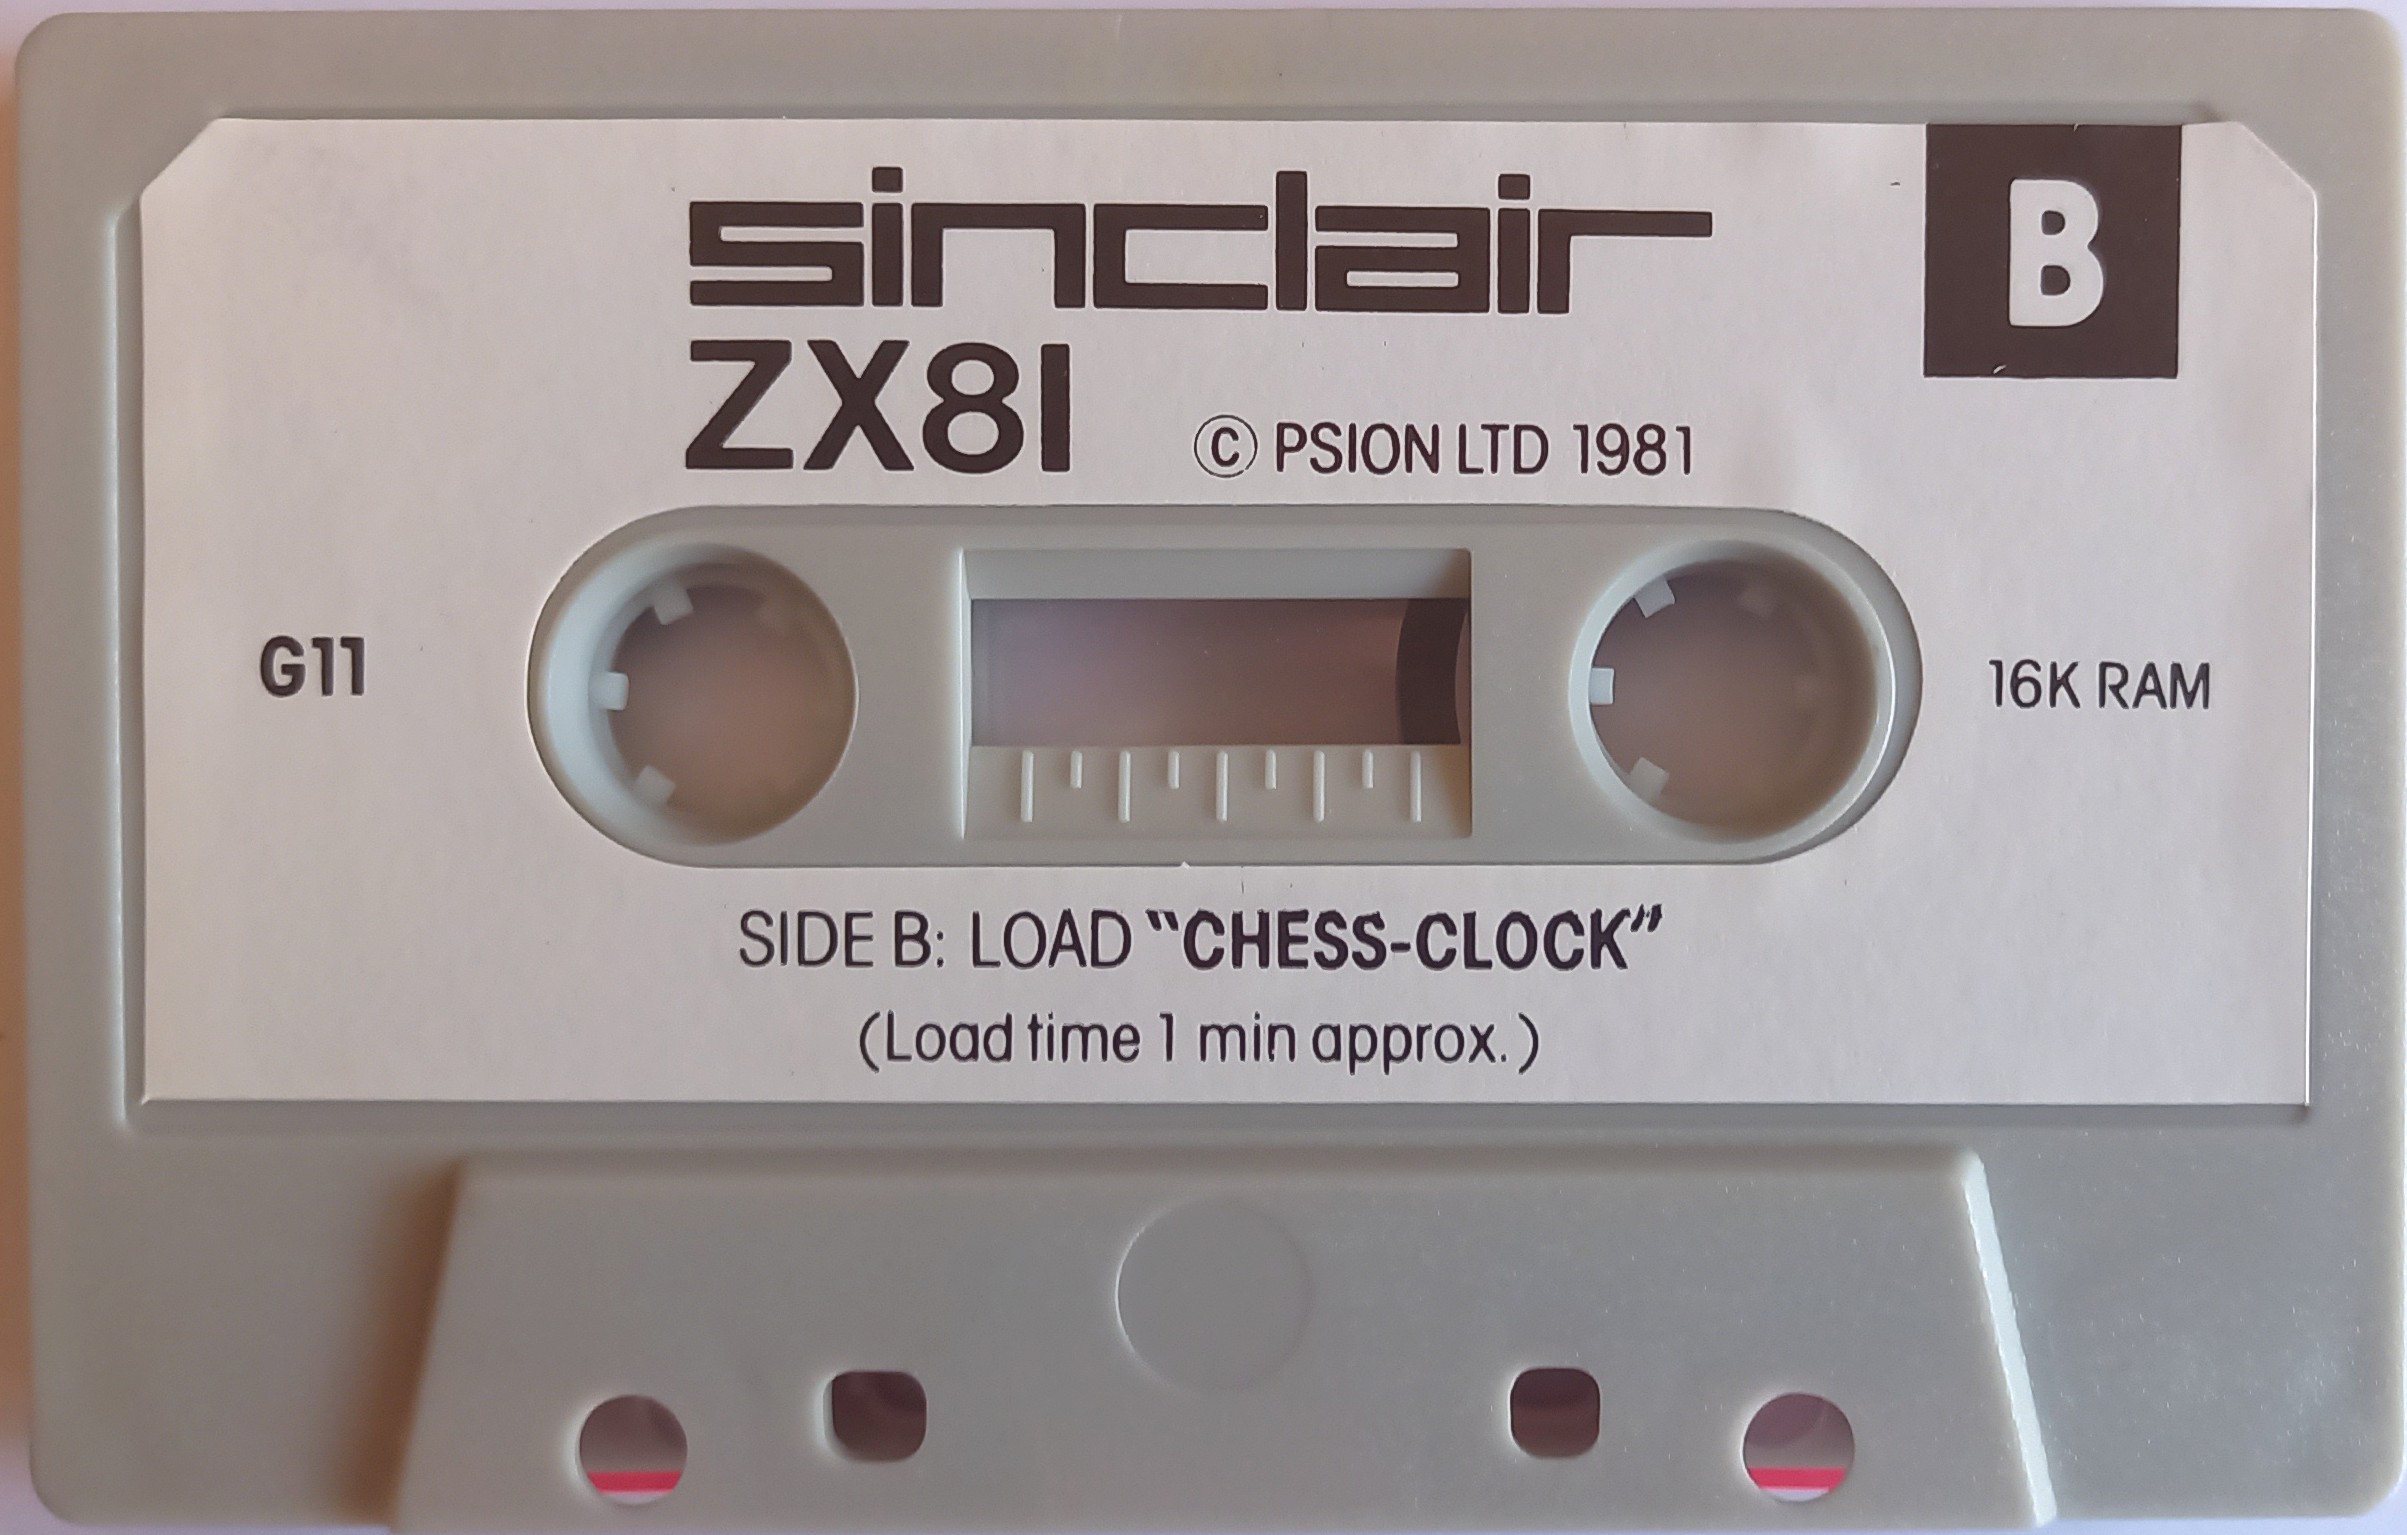 sinclair
B
ZX81
© PSION LTD 1981
G11
16K RAM
SIDE B: LOAD "CHESS-CLOCK"
(Load time 1 min approx.)